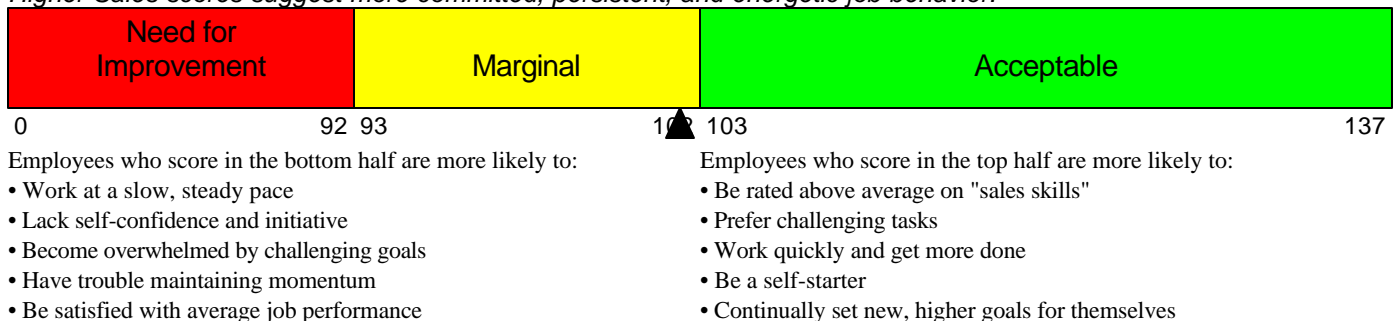 Higher Sales scores suggest more committed, persistent, and energetic job behavior.
Need for
Improvement
Marginal
Acceptable
0 92 93 103 137
Employees who score in the bottom half are more likely to:
• Work at a slow, steady pace
• Lack self-confidence and initiative
• Become overwhelmed by challenging goals
• Have trouble maintaining momentum
• Be satisfied with average job performance
Employees who score in the top half are more likely to:
• Be rated above average on "sales skills"
• Prefer challenging tasks
• Work quickly and get more done
• Be a self-starter
• Continually set new, higher goals for themselves